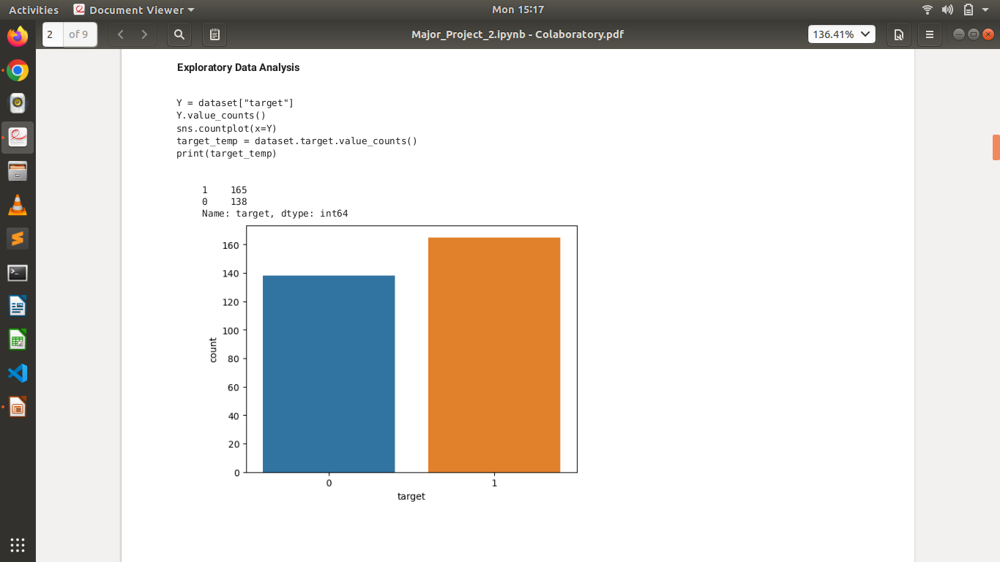 Activities
Document Viewer
Mon 15:17
2 of 9
Major_Project_2.ipynb - Colaboratory.pdf
136.41%
Exploratory Data Analysis
Y = dataset["target"]
Y.value_counts()
sns.countplot(x=Y)
target_temp = dataset.target.value_counts()
print(target_temp)
1    165
0    138
Name: target, dtype: int64
160
140
120
100
80
60
40
20
0
count
0 1
target